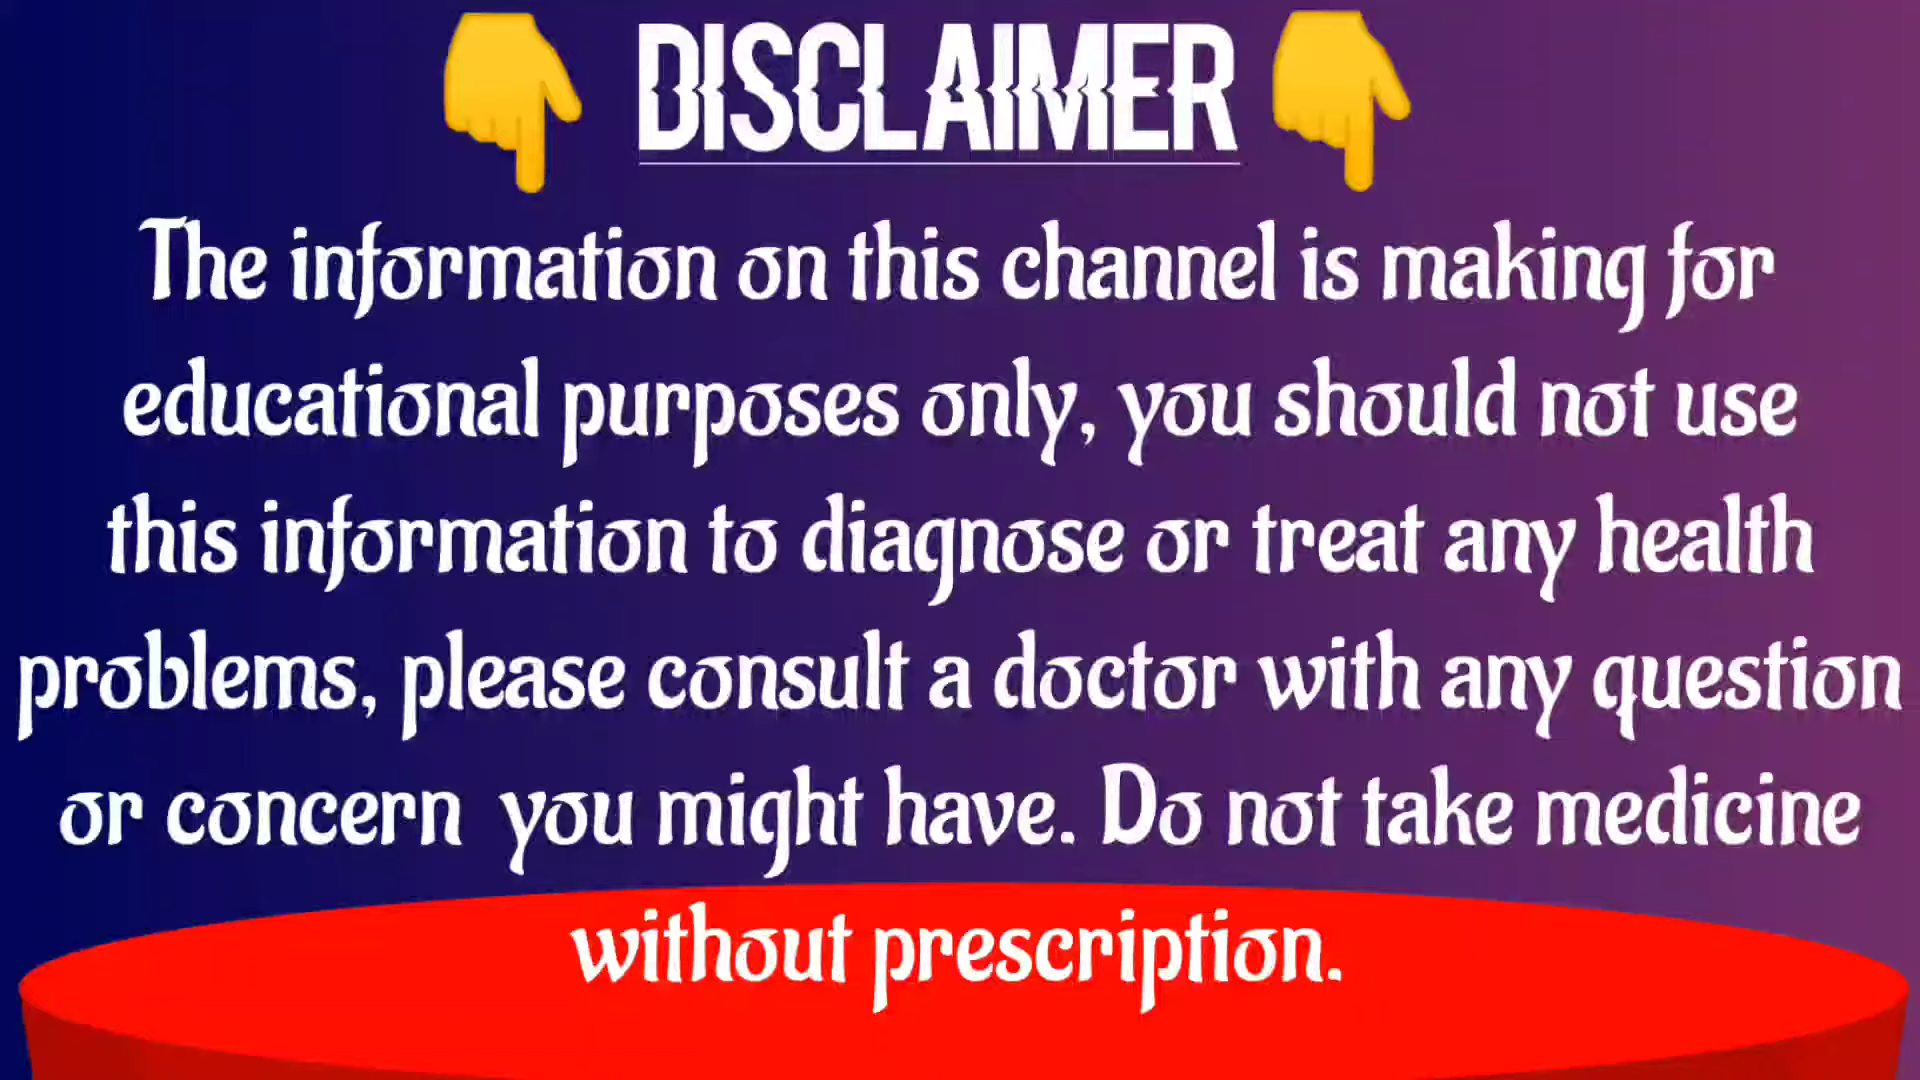 DISCLAIMER
The information on this channel is making for
educational purposes only, you should not use
this information to diagnose or treat any health
problems, please consult a doctor with any question
or concern you might have. Do not take medicine
without prescription.